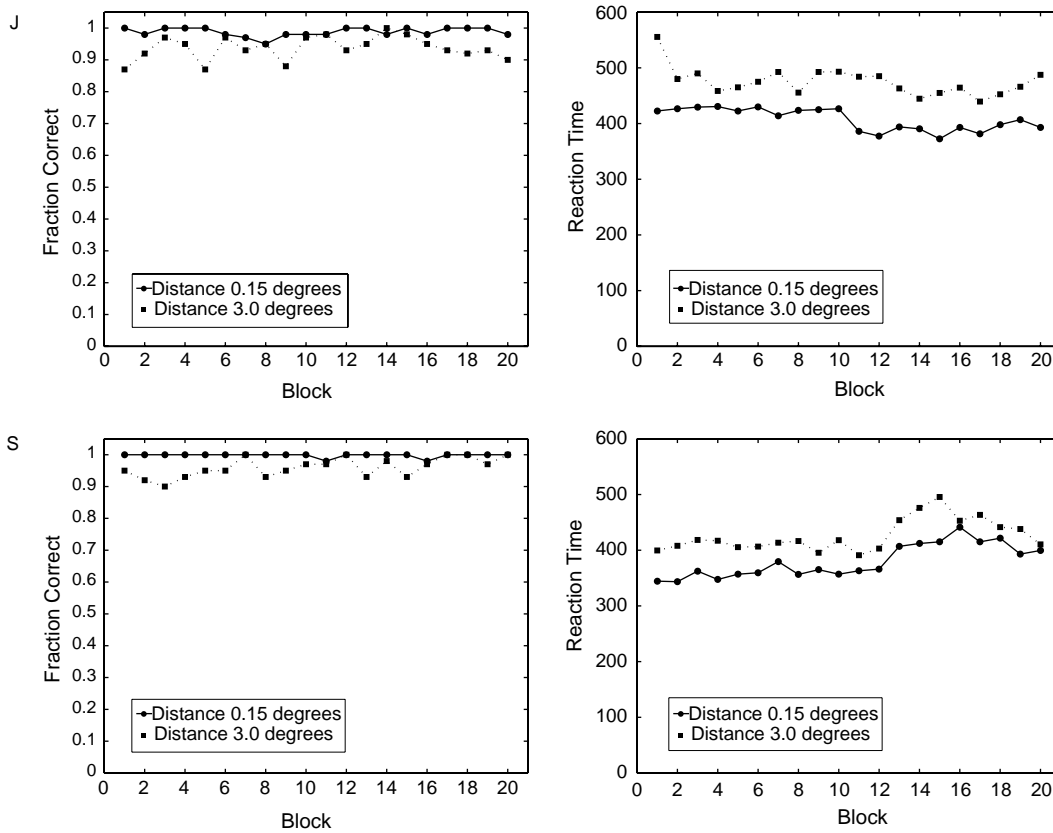 J
Fraction Correct
1
0.9
0.8
0.7
0.6
0.5
0.4
0.3
0.2
0.1
0
Distance 0.15 degrees
Distance 3.0 degrees
0 2 4 6 8 10 12 14 16 18 20
Block
Reaction Time
600
500
400
300
200
100
0
Distance 0.15 degrees
Distance 3.0 degrees
0 2 4 6 8 10 12 14 16 18 20
Block
S
Fraction Correct
1
0.9
0.8
0.7
0.6
0.5
0.4
0.3
0.2
0.1
0
Distance 0.15 degrees
Distance 3.0 degrees
0 2 4 6 8 10 12 14 16 18 20
Block
Reaction Time
600
500
400
300
200
100
0
Distance 0.15 degrees
Distance 3.0 degrees
0 2 4 6 8 10 12 14 16 18 20
Block